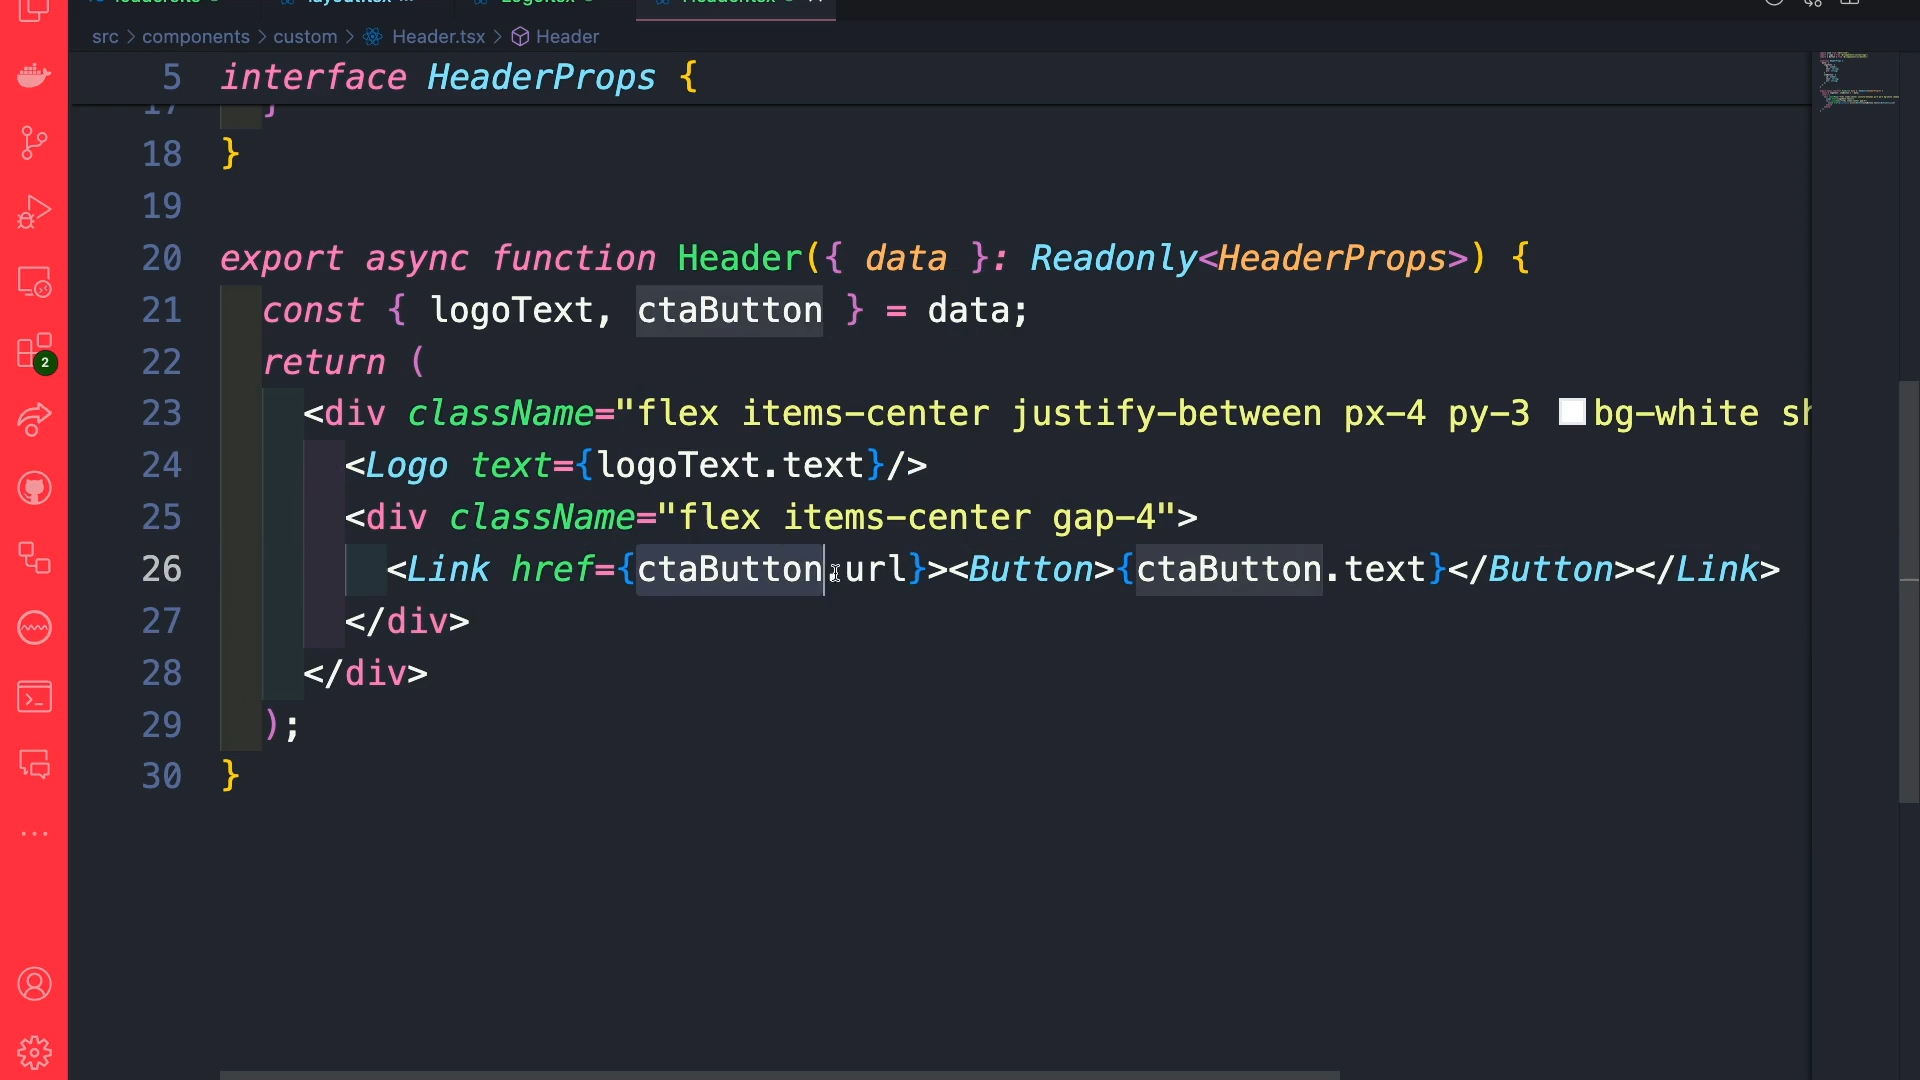 src > components > custom > Header.tsx > Header
5 interface HeaderProps {
17 }
18 }
19
20 export async function Header({ data }: Readonly<HeaderProps>) {
21 const { logoText, ctaButton } = data;
22 return (
23 <div className="flex items-center justify-between px-4 py-3 bg-white sh
24 <Logo text={logoText.text}/>
25 <div className="flex items-center gap-4">
26 <Link href={ctaButton.url}><Button>{ctaButton.text}</Button></Link>
27 </div>
28 </div>
29 );
30 }
2